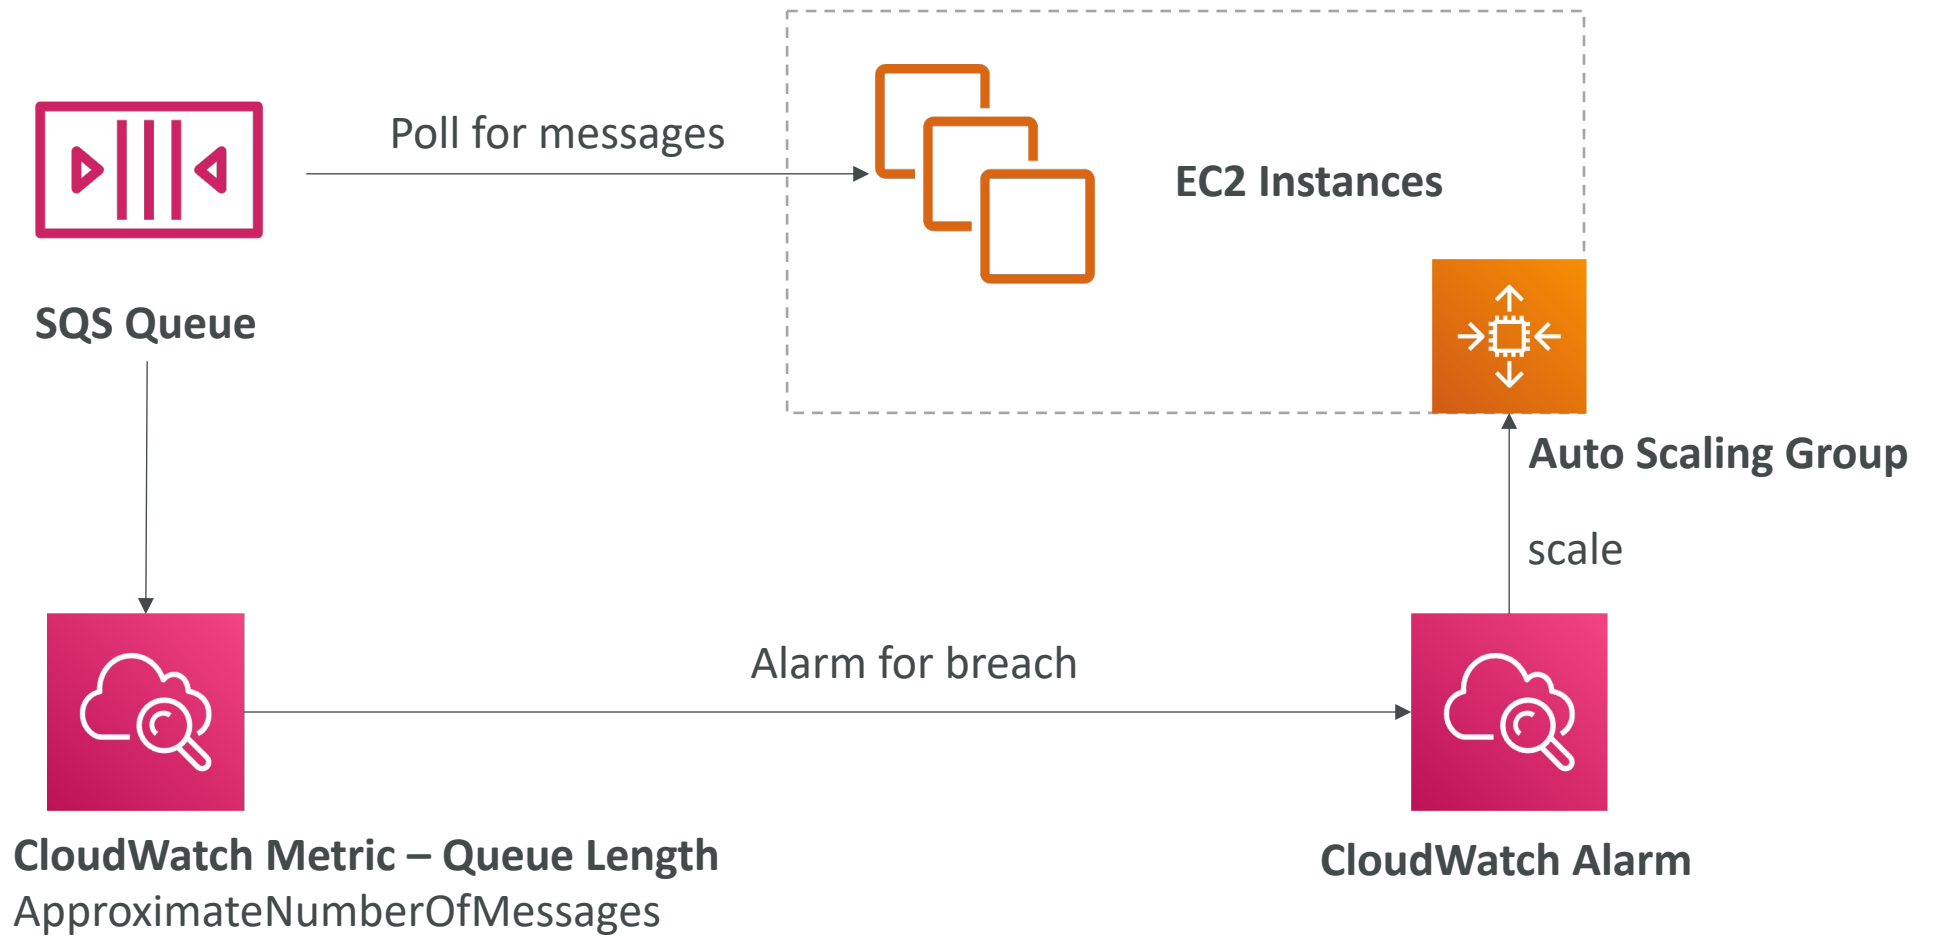 Poll for messages
EC2 Instances
SQS Queue
Auto Scaling Group
scale
Alarm for breach
CloudWatch Metric – Queue Length
ApproximateNumberOfMessages
CloudWatch Alarm